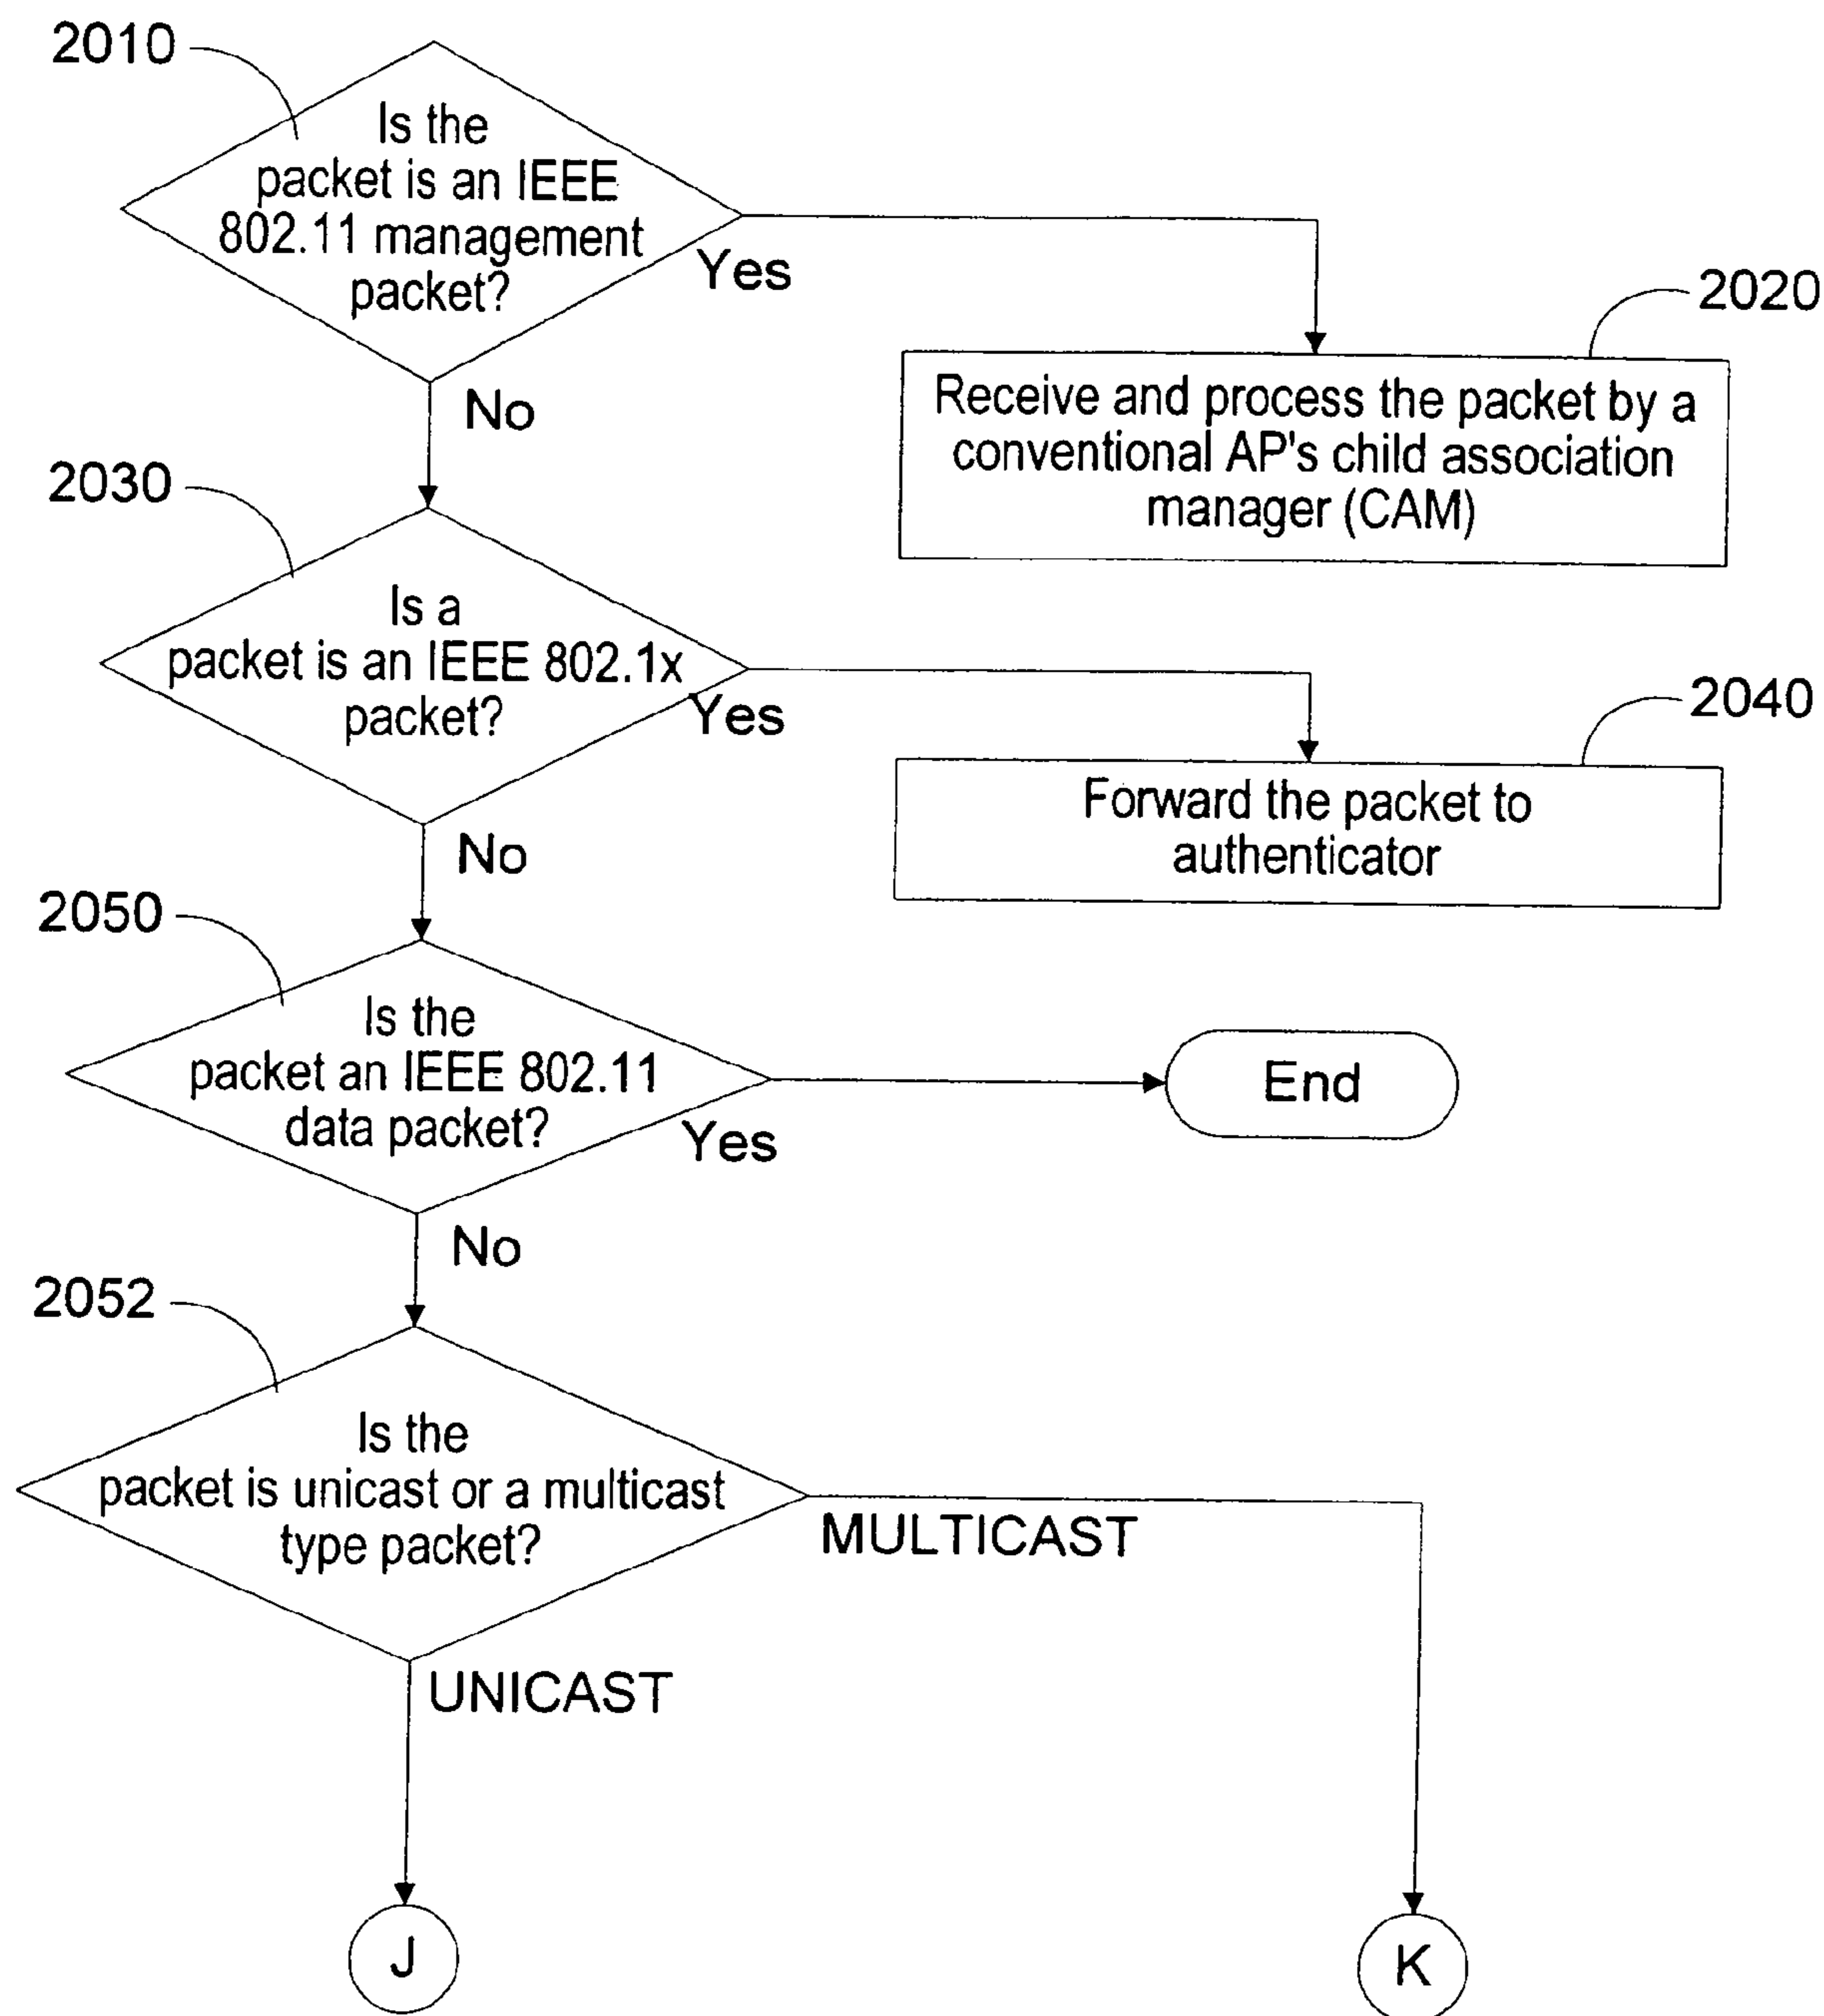 2010
Is the
packet is an IEEE
802.11 management
packet?
Yes
No
2020
Receive and process the packet by a
conventional AP's child association
manager (CAM)
2030
Is a
packet is an IEEE 802.1x
packet?
Yes
No
2040
Forward the packet to
authenticator
2050
Is the
packet an IEEE 802.11
data packet?
Yes
No
End
2052
Is the
packet is unicast or a multicast
type packet?
MULTICAST
UNICAST
J
K